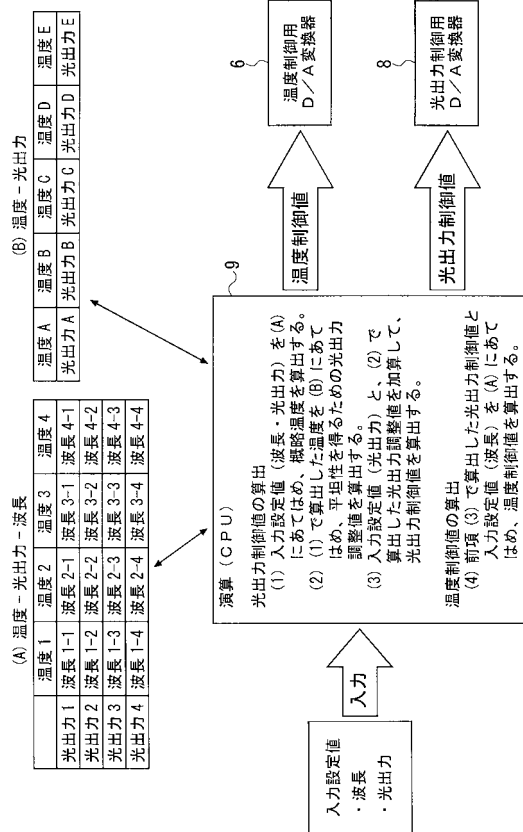 (A) 温度－光出力－波長
温度1 温度2 温度3 温度4
光出力1 波長1-1 波長2-1 波長3-1 波長4-1
光出力2 波長1-2 波長2-2 波長3-2 波長4-2
光出力3 波長1-3 波長2-3 波長3-3 波長4-3
光出力4 波長1-4 波長2-4 波長3-4 波長4-4
(B) 温度－光出力
温度A 温度B 温度C 温度D 温度E
光出力A 光出力B 光出力C 光出力D 光出力E
入力設定値
・波長
・光出力
入力
9
演算（CPU）
光出力制御値の算出
(1) 入力設定値（波長・光出力）を(A)
にあてはめ、概略温度を算出する。
(2) (1)で算出した温度を(B)にあて
はめ、平坦性を得るための光出力
調整値を算出する。
(3) 入力設定値（光出力）と、(2)で
算出した光出力調整値を加算して、
光出力制御値を算出する。
温度制御値の算出
(4) 前項(3)で算出した光出力制御値と
入力設定値（波長）を(A)にあて
はめ、温度制御値を算出する。
温度制御値
6
温度制御用
D／A変換器
光出力制御値
8
光出力制御用
D／A変換器